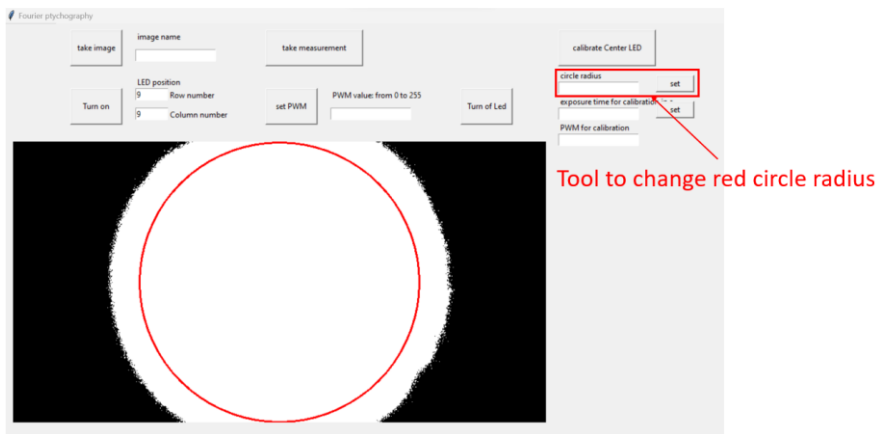 Fourier ptychography
take image
image name
take measurement
calibrate Center LED
circle radius
set
LED position
9 Row number
Turn on
9 Column number
set PWM
PWM value: from 0 to 255
Turn of Led
exposure time for calibration
set
PWM for calibration
Tool to change red circle radius